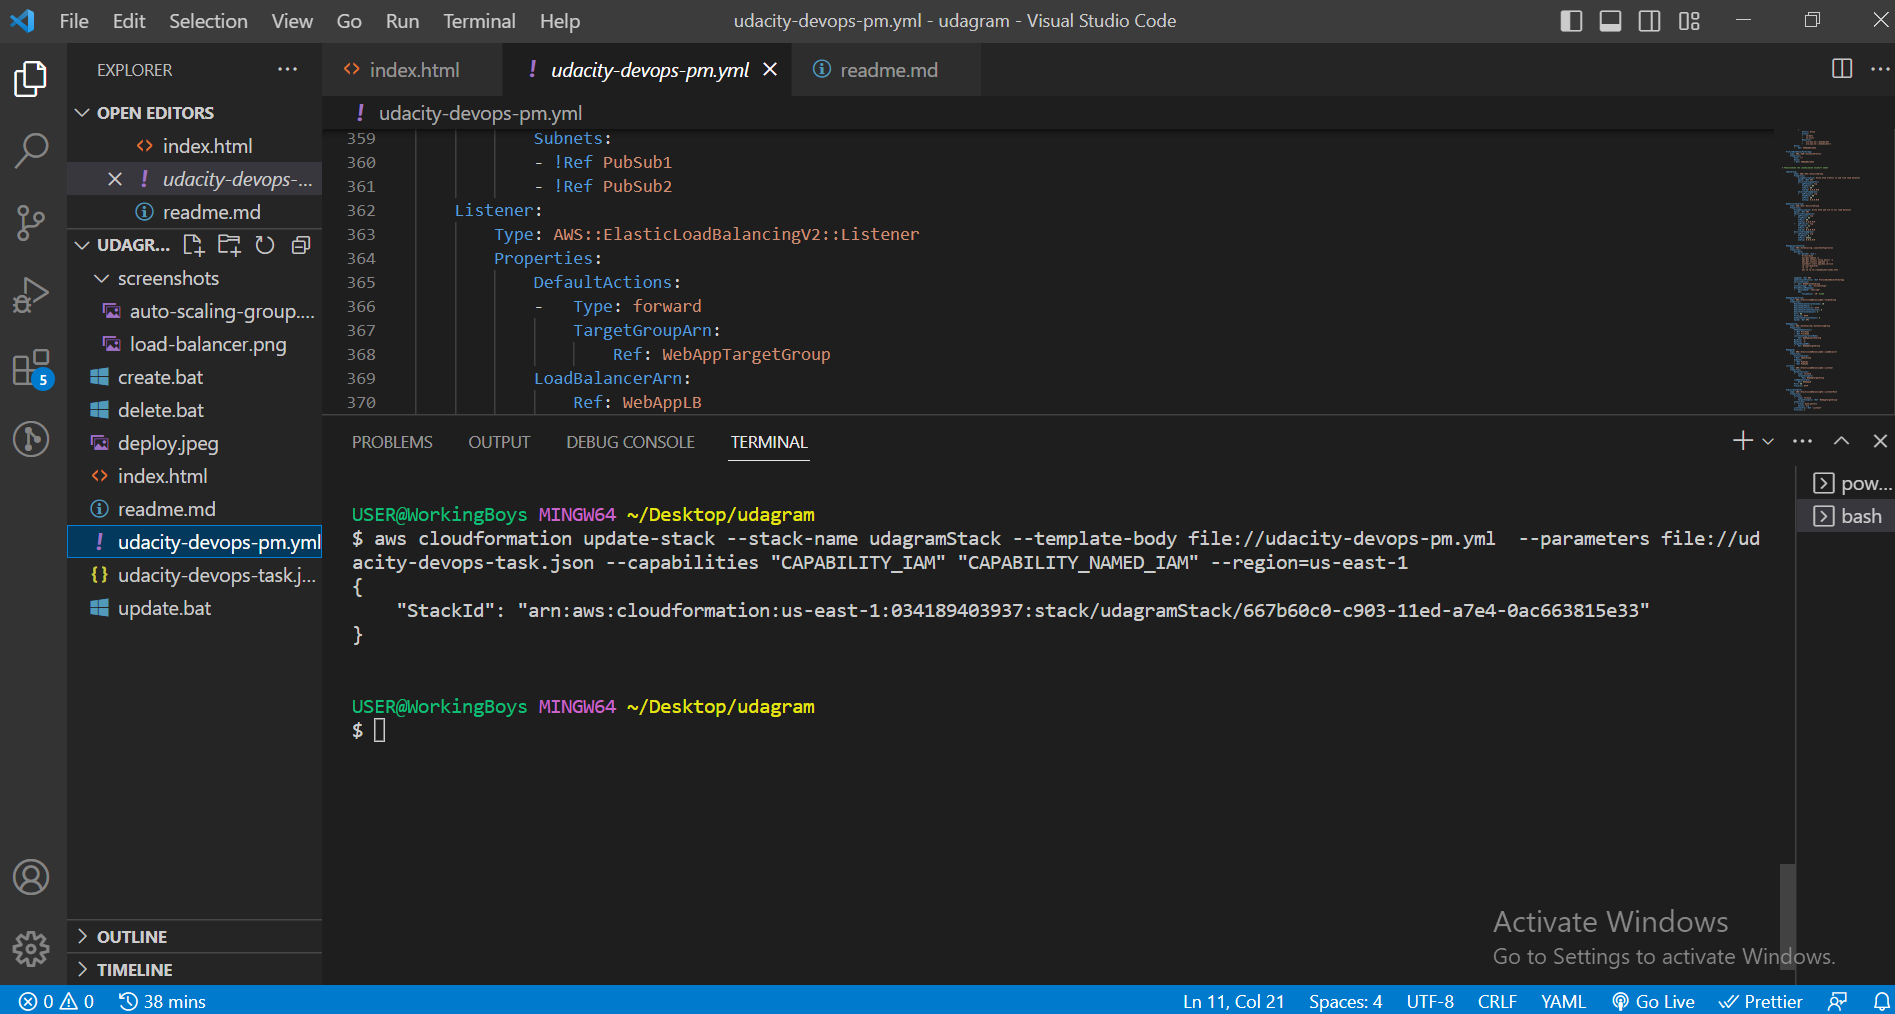 File Edit Selection View Go Run Terminal Help
udacity-devops-pm.yml - udagram - Visual Studio Code
EXPLORER
OPEN EDITORS
index.html
udacity-devops-...
readme.md
UDAGR...
screenshots
auto-scaling-group....
load-balancer.png
create.bat
delete.bat
deploy.jpeg
index.html
readme.md
udacity-devops-pm.yml
udacity-devops-task.j...
update.bat
OUTLINE
TIMELINE
5
index.html
udacity-devops-pm.yml
readme.md
udacity-devops-pm.yml
359 Subnets:
360 - !Ref PubSub1
361 - !Ref PubSub2
362 Listener:
363 Type: AWS::ElasticLoadBalancingV2::Listener
364 Properties:
365 DefaultActions:
366 - Type: forward
367 TargetGroupArn:
368 Ref: WebAppTargetGroup
369 LoadBalancerArn:
370 Ref: WebAppLB
PROBLEMS OUTPUT DEBUG CONSOLE TERMINAL
pow...
bash
USER@WorkingBoys MINGW64 ~/Desktop/udagram
$ aws cloudformation update-stack --stack-name udagramStack --template-body file://udacity-devops-pm.yml  --parameters file://ud
acity-devops-task.json --capabilities "CAPABILITY_IAM" "CAPABILITY_NAMED_IAM" --region=us-east-1
{
"StackId": "arn:aws:cloudformation:us-east-1:034189403937:stack/udagramStack/667b60c0-c903-11ed-a7e4-0ac663815e33"
}
USER@WorkingBoys MINGW64 ~/Desktop/udagram
$
Activate Windows
Go to Settings to activate Windows.
0 0 38 mins
Ln 11, Col 21 Spaces: 4 UTF-8 CRLF YAML Go Live Prettier